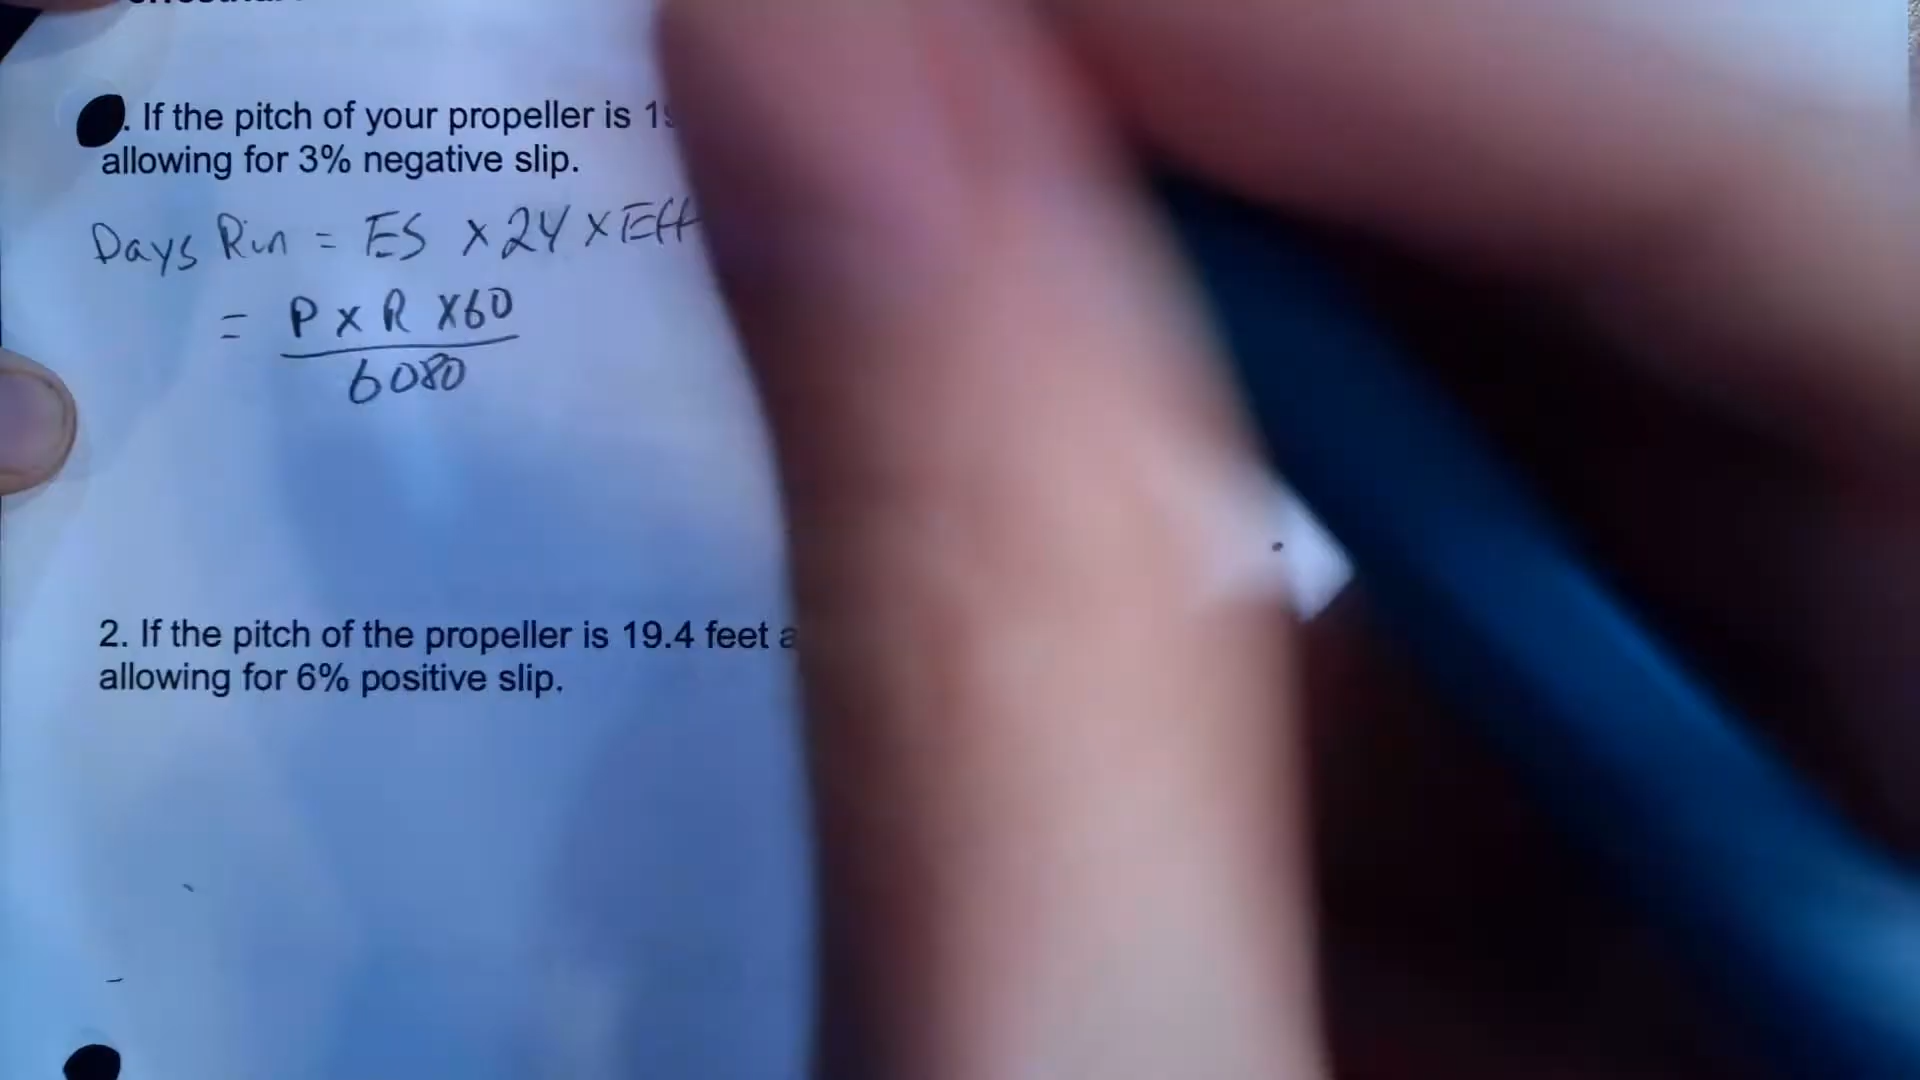 . If the pitch of your propeller is
allowing for 3% negative slip.
Days Run = ES x 24 x Eff
= P x R x60
6080
2. If the pitch of the propeller is 19.4 feet
allowing for 6% positive slip.